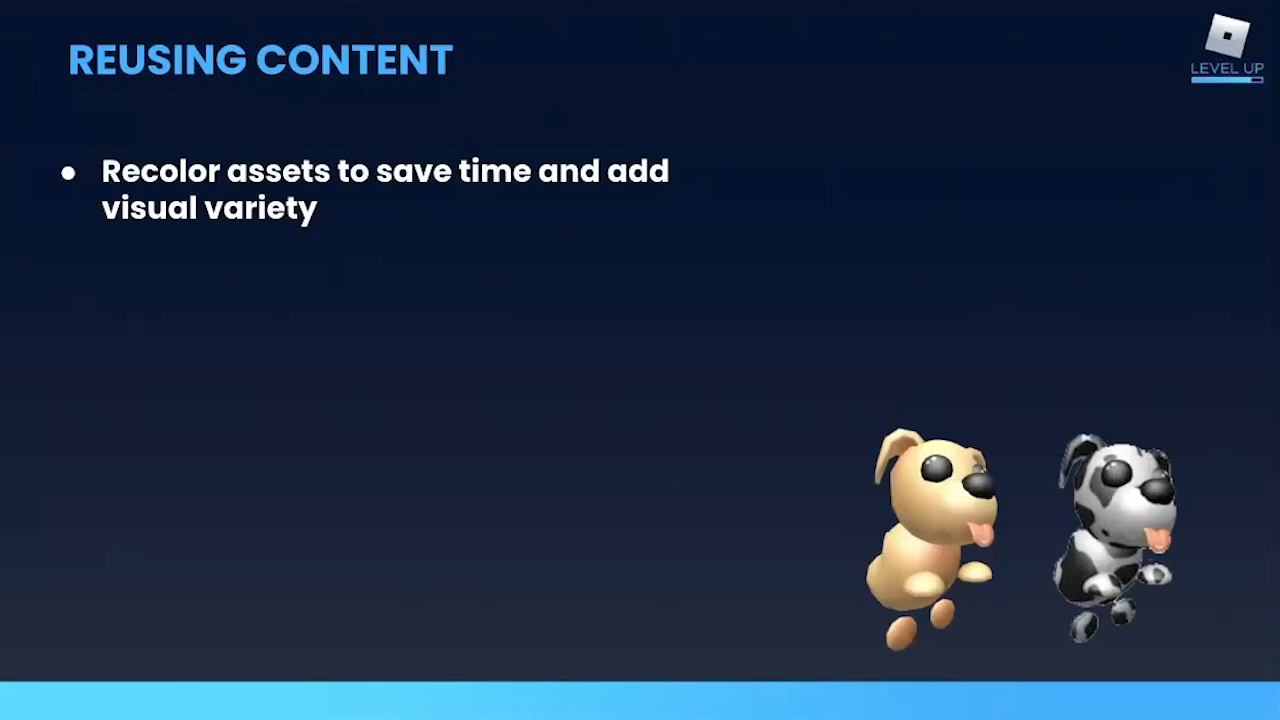 REUSING CONTENT
LEVEL UP
● Recolor assets to save time and add
visual variety